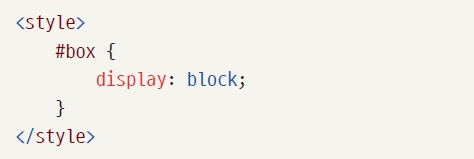 <style>
    #box {
        display: block;
    }
</style>